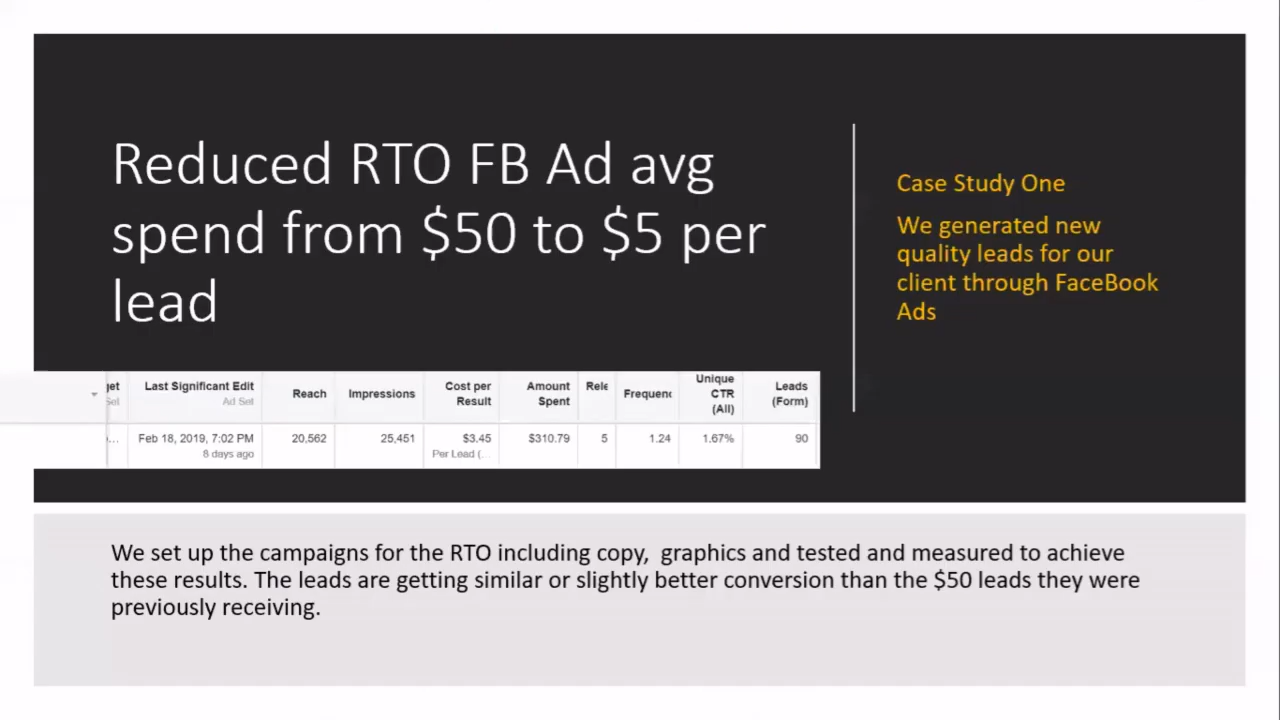 Reduced RTO FB Ad avg
spend from $50 to $5 per
lead
Case Study One
We generated new
quality leads for our
client through FaceBook
Ads
Last Significant Edit
Ad Set
Reach
Impressions
Cost per
Result
Amount
Spent
Rele
Frequenc
Unique
CTR
(All)
Leads
(Form)
Feb 18, 2019, 7:02 PM
8 days ago
20,562
25,451
$3.45
Per Lead (...
$310.79
5
1.24
1.67%
90
We set up the campaigns for the RTO including copy,  graphics and tested and measured to achieve
these results. The leads are getting similar or slightly better conversion than the $50 leads they were
previously receiving.